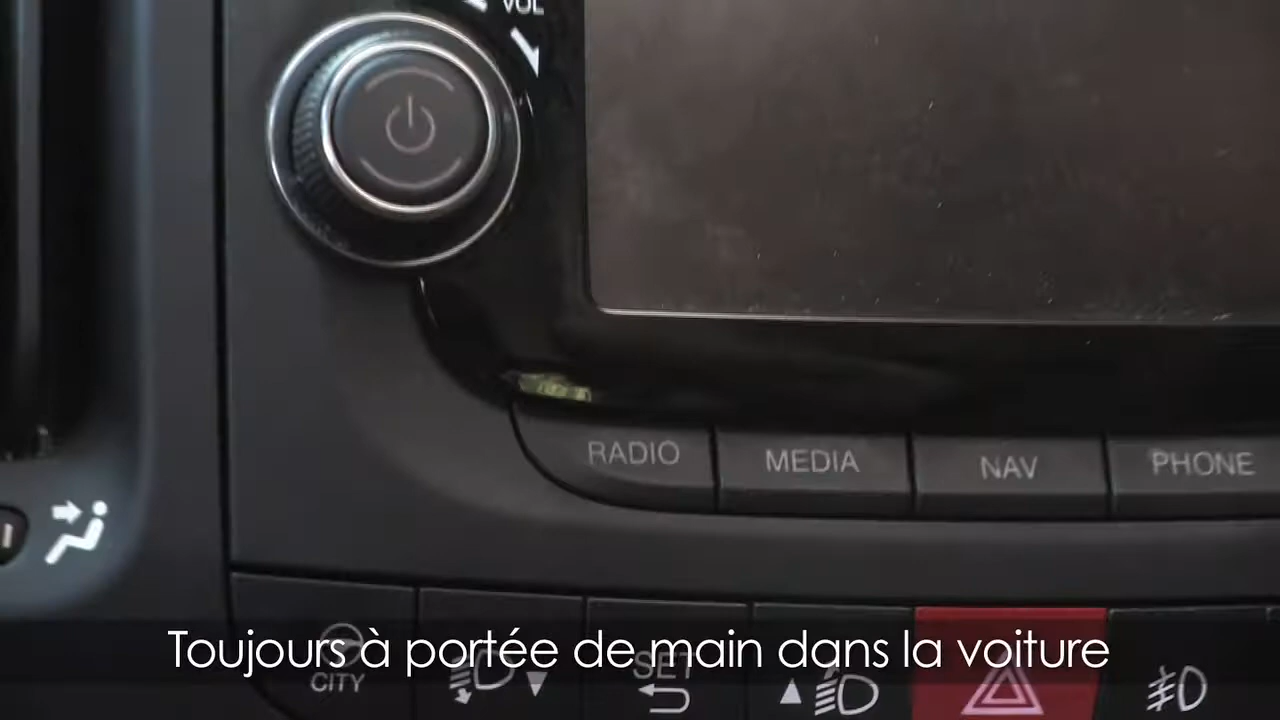 VOL
RADIO
MEDIA
NAV
PHONE
Toujours à portée de main dans la voiture
CITY
SET